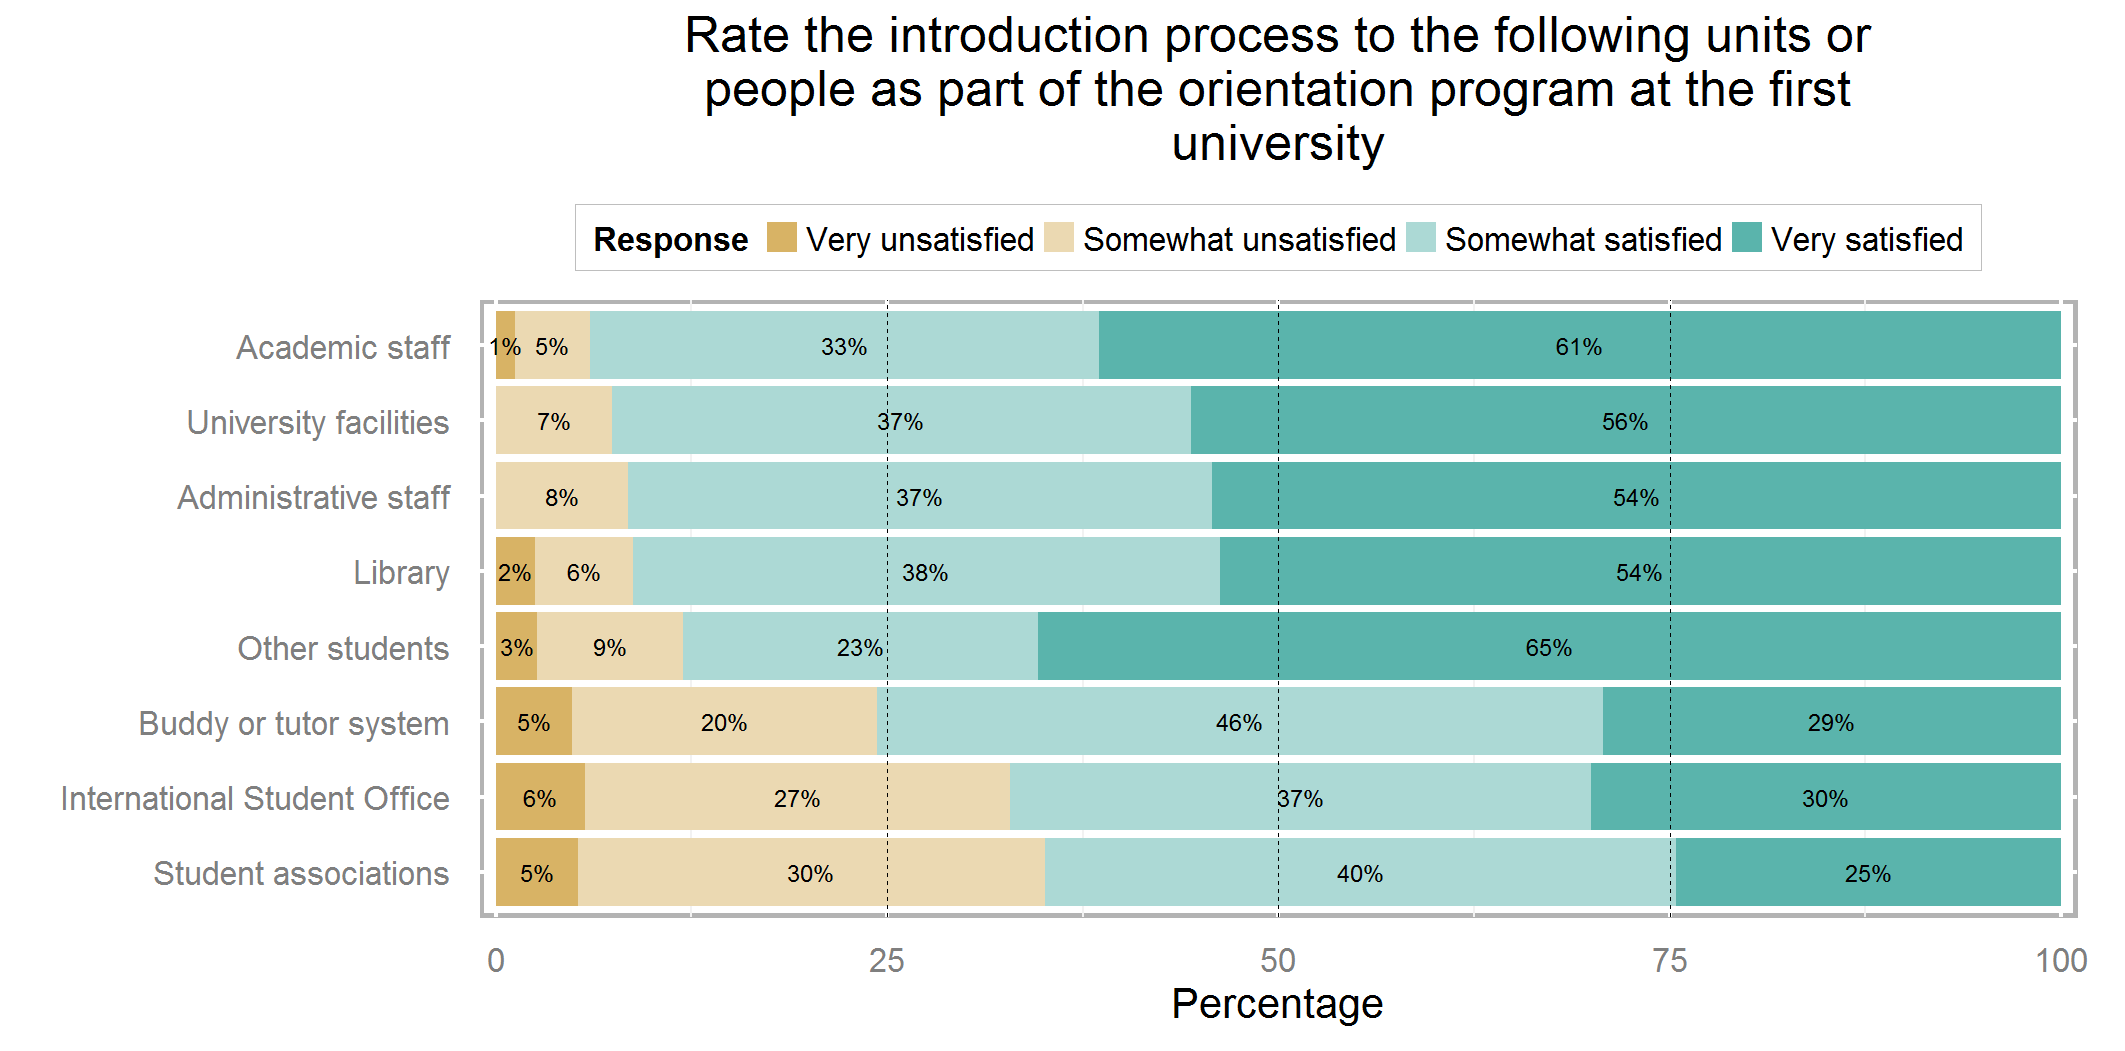 Rate the introduction process to the following units or
people as part of the orientation program at the first
university
Response Very unsatisfied Somewhat unsatisfied Somewhat satisfied Very satisfied
Academic staff 1% 5% 33% 61%
University facilities 7% 37% 56%
Administrative staff 8% 37% 54%
Library 2% 6% 38% 54%
Other students 3% 9% 23% 65%
Buddy or tutor system 5% 20% 46% 29%
International Student Office 6% 27% 37% 30%
Student associations 5% 30% 40% 25%
0 25 50 75 100
Percentage